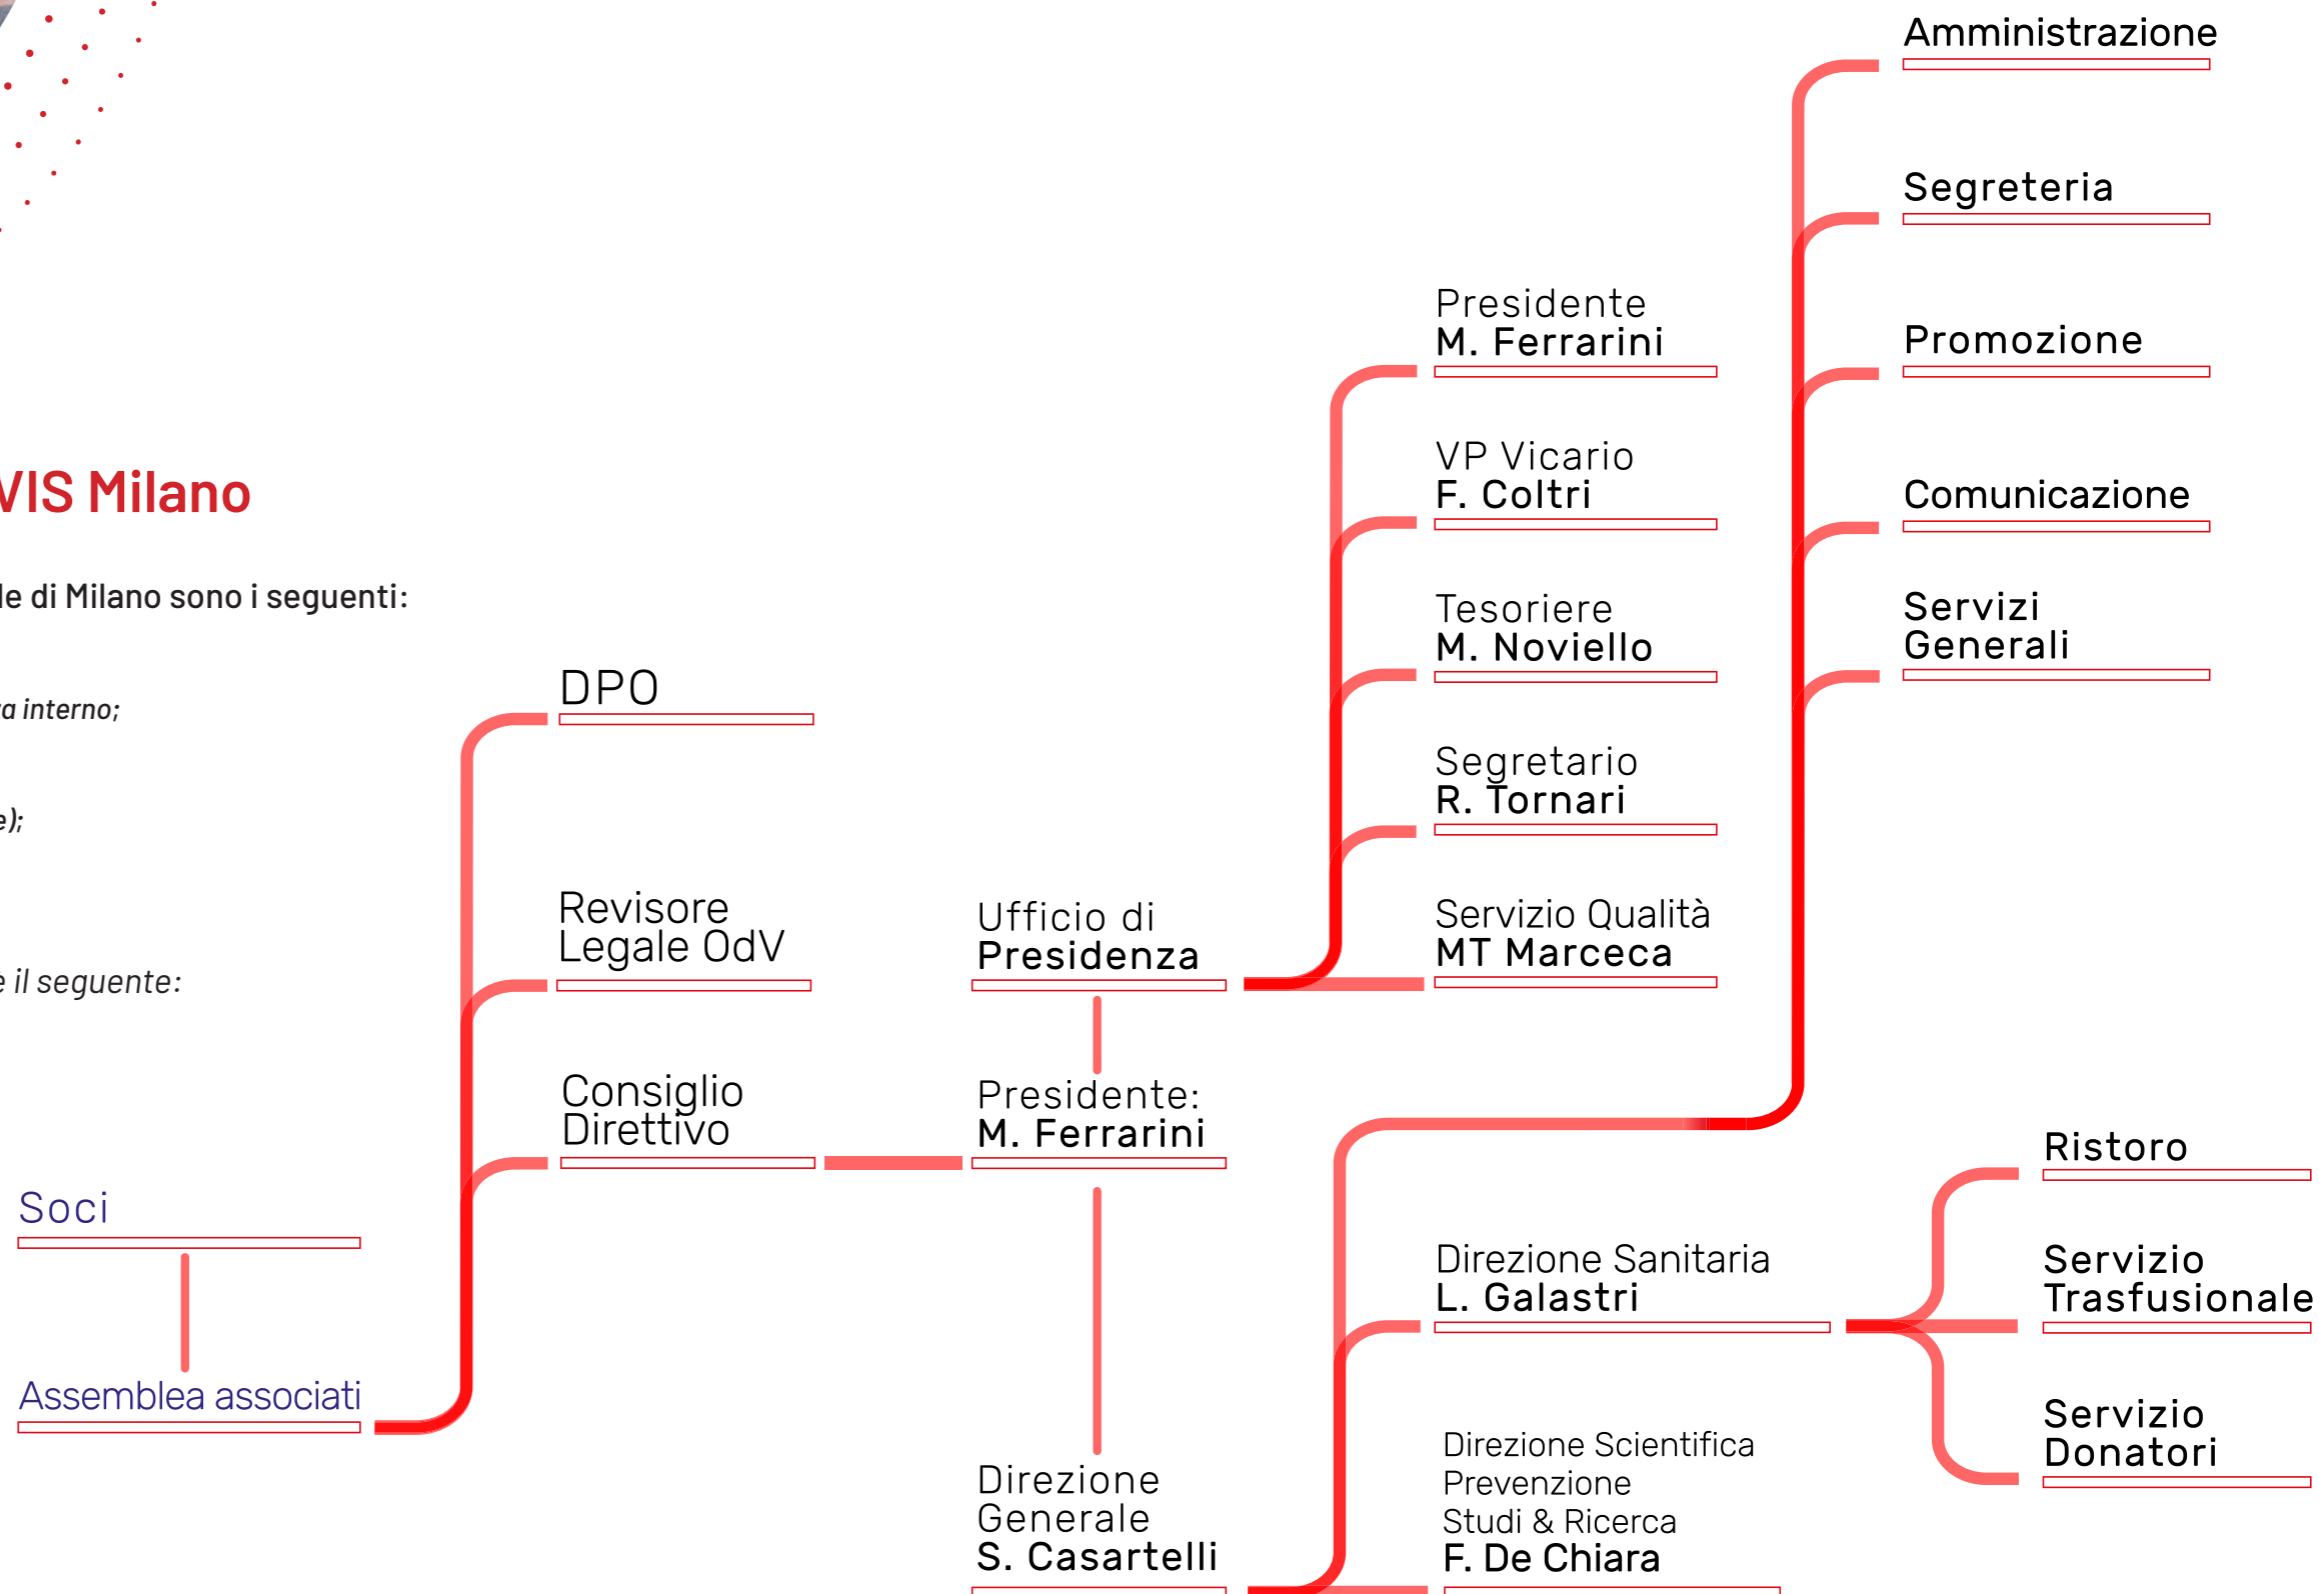 VIS Milano
le di Milano sono i seguenti:
interno;
e);
il seguente:
Soci
Assemblea associati
DPO
Revisore
Legale OdV
Consiglio
Direttivo
Ufficio di
Presidenza
Presidente:
M. Ferrarini
Direzione
Generale
S. Casartelli
Presidente
M. Ferrarini
VP Vicario
F. Coltri
Tesoriere
M. Noviello
Segretario
R. Tornari
Servizio Qualità
MT Marceca
Direzione Sanitaria
L. Galastri
Direzione Scientifica
Prevenzione
Studi & Ricerca
F. De Chiara
Amministrazione
Segreteria
Promozione
Comunicazione
Servizi
Generali
Ristoro
Servizio
Trasfusionale
Servizio
Donatori